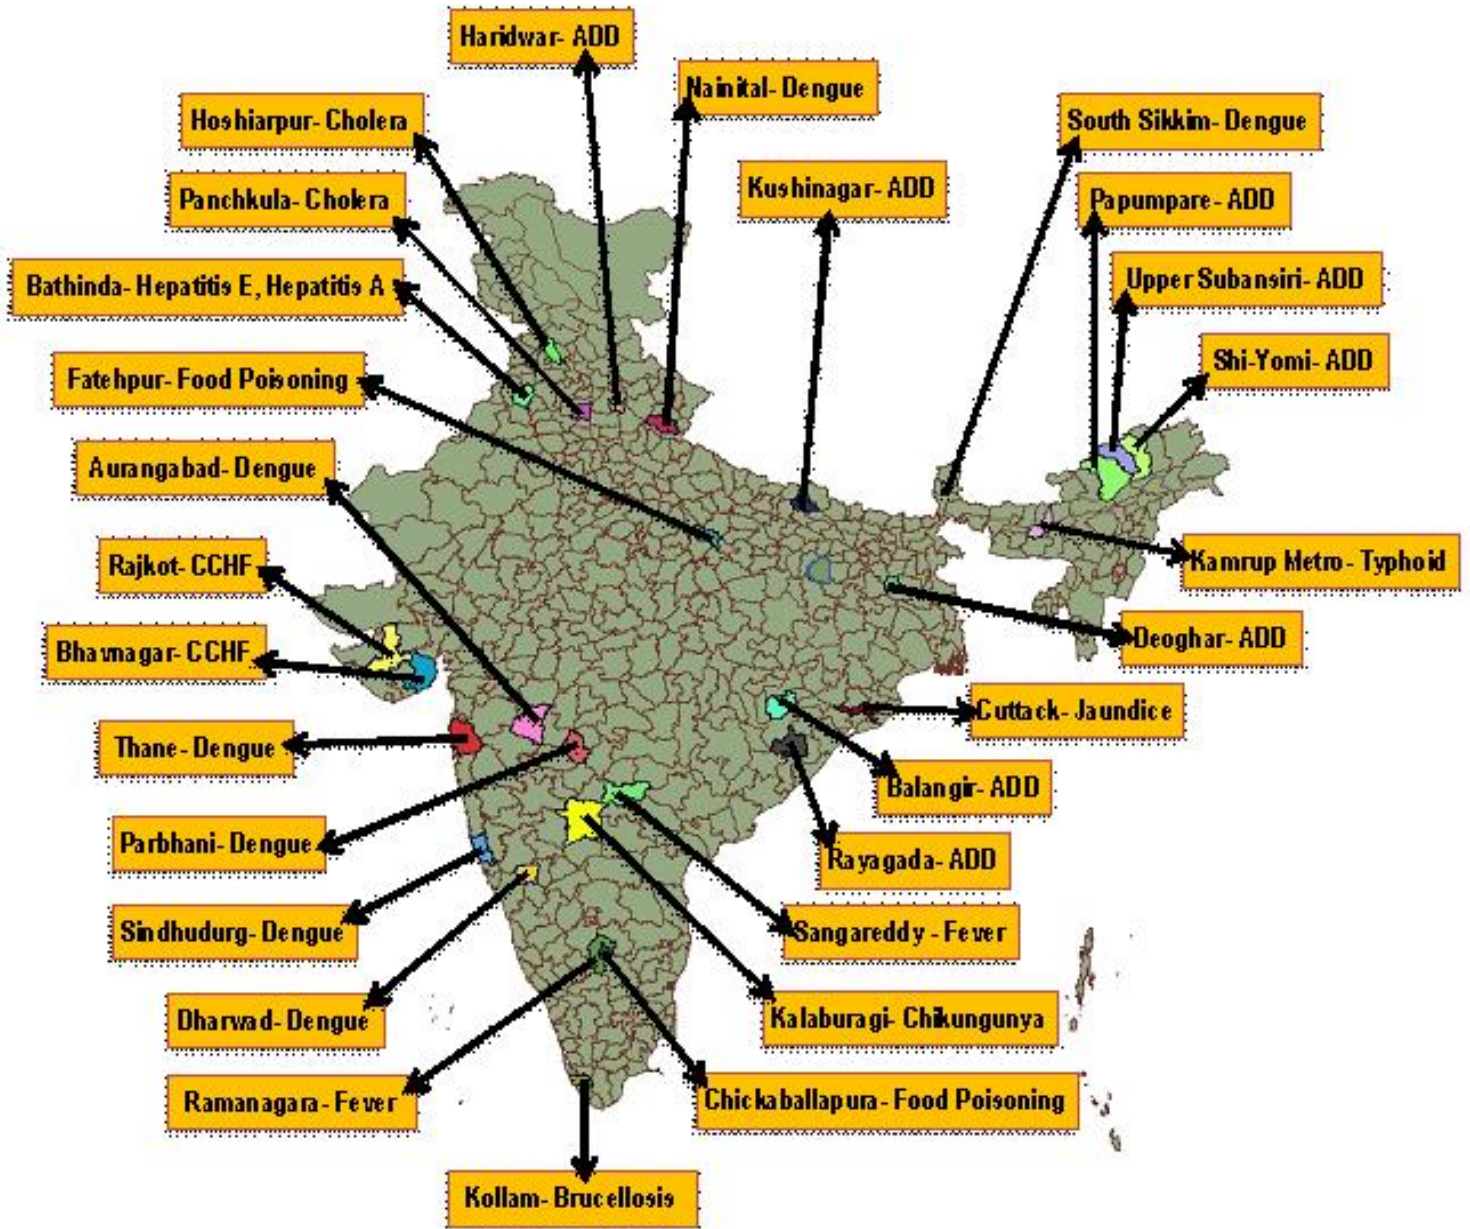 Haridwar- ADD
Nainital- Dengue
Hoshiarpur- Cholera
South Sikkim- Dengue
Panchkula- Cholera
Kushinagar- ADD
Papumpare- ADD
Bathinda- Hepatitis E, Hepatitis A
Upper Subansiri- ADD
Shi-Yomi- ADD
Fatehpur- Food Poisoning
Aurangabad- Dengue
Rajkot- CCHF
Kamrup Metro- Typhoid
Bhavnagar- CCHF
Deoghar- ADD
Cuttack- Jaundice
Thane- Dengue
Balangir- ADD
Parbhani- Dengue
Rayagada- ADD
Sindhudurg- Dengue
Sangareddy - Fever
Dharwad- Dengue
Kalaburagi- Chikungunya
Ramanagara- Fever
Chickaballapura- Food Poisoning
Kollam- Brucellosis